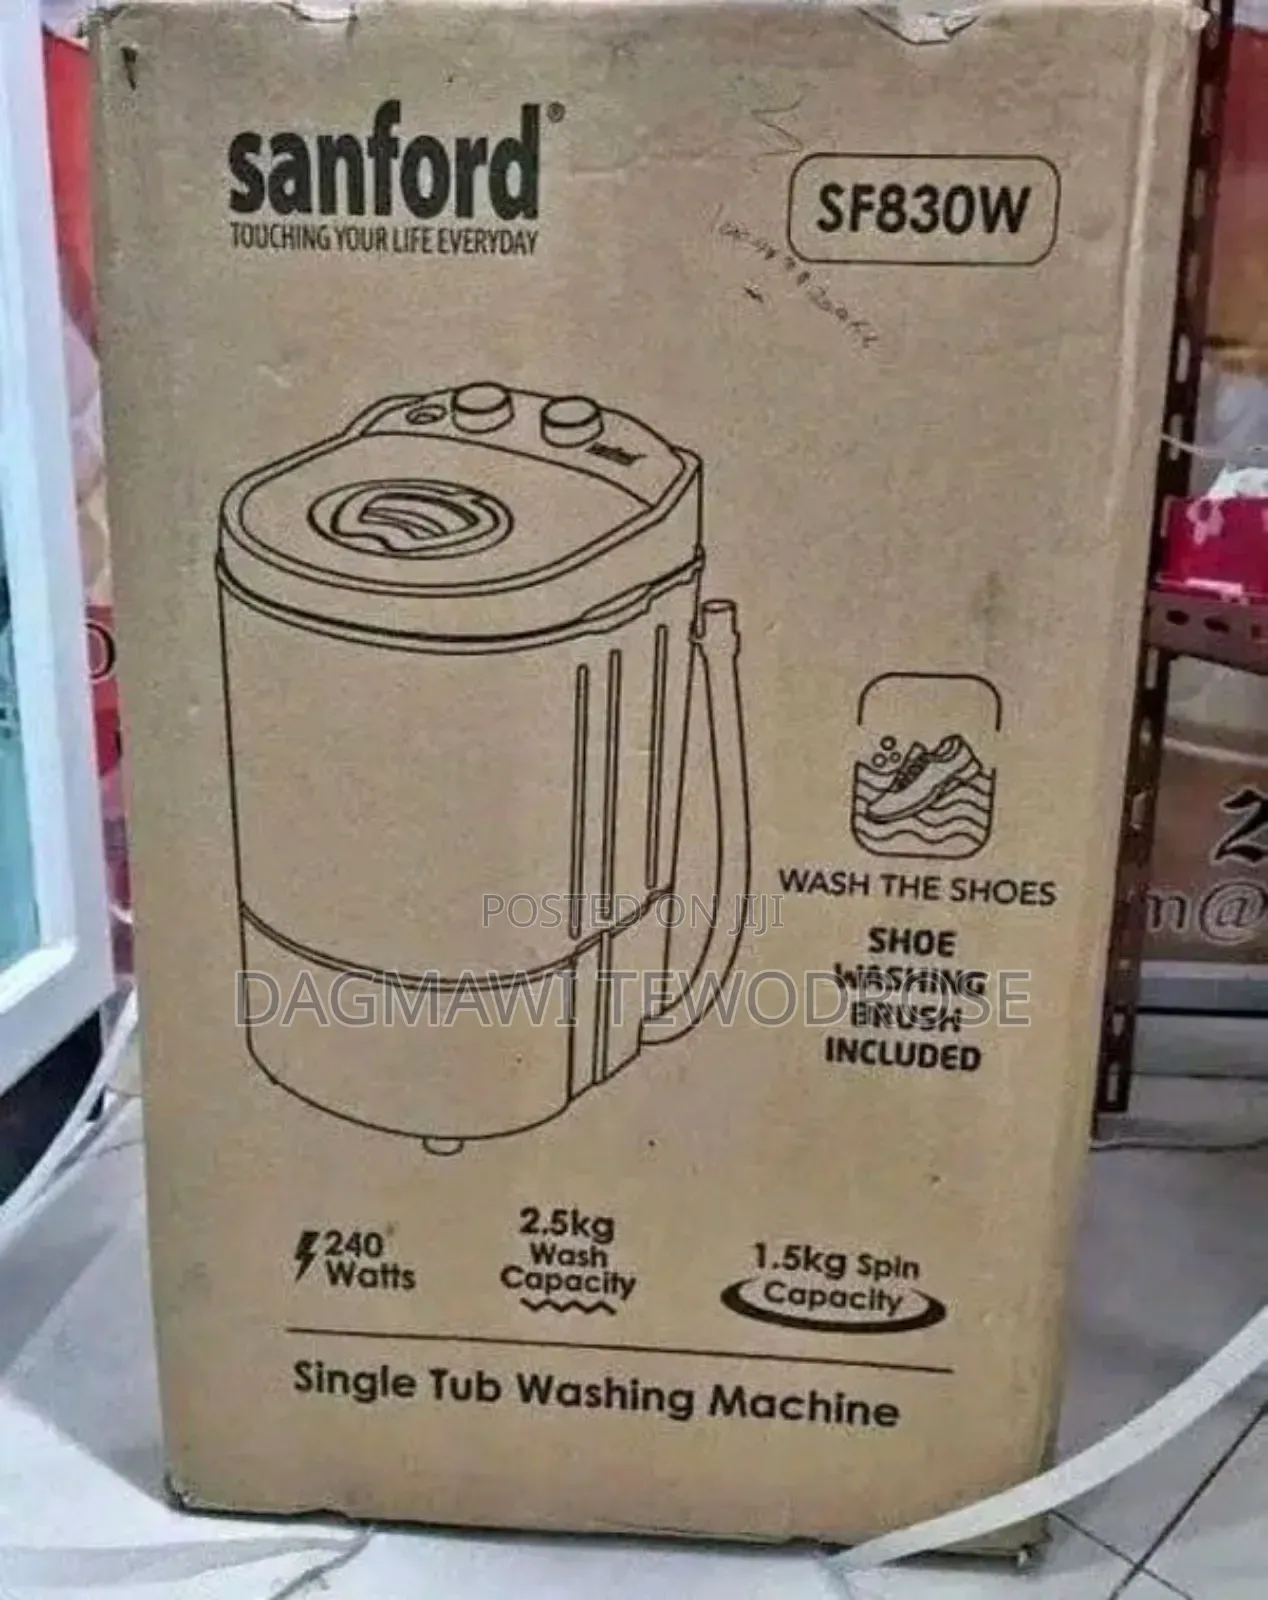 sanford®
TOUCHING YOUR LIFE EVERYDAY
SF830W
sanford
WASH THE SHOES
SHOE
WASHING
BRUSH
INCLUDED
POSTED ON JIJI
DAGMAWI TEWODROSE
240
Watts
2.5kg
Wash
Capacity
1.5kg Spin
Capacity
Single Tub Washing Machine